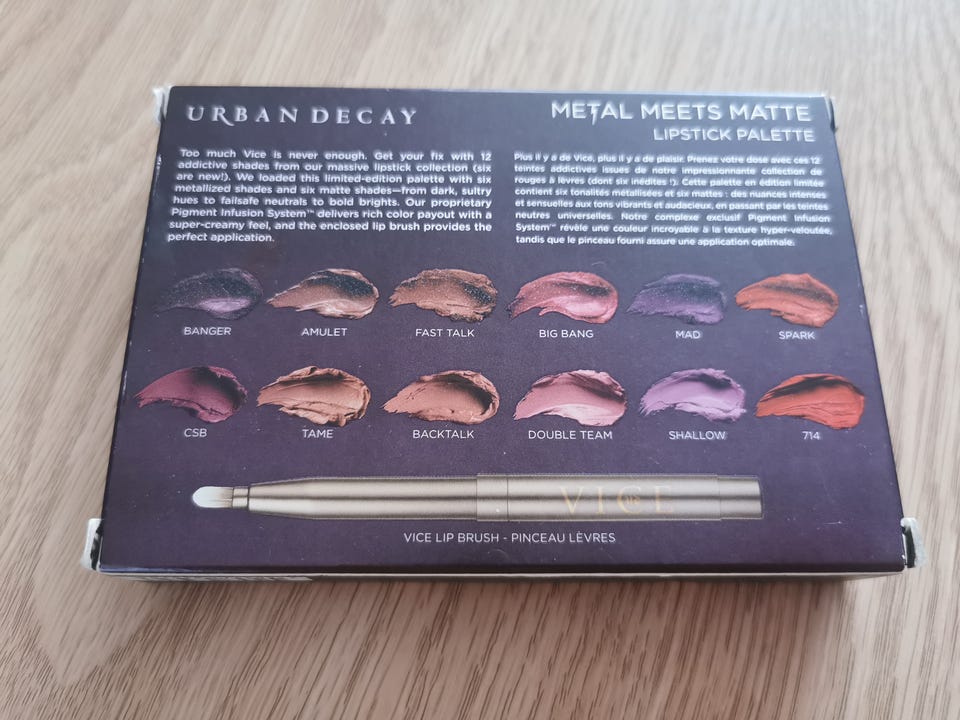 URBAN DECAY
METAL MEETS MATTE
LIPSTICK PALETTE
Too much Vice is never enough. Get your fix with 12
addictive shades from our massive lipstick collection (six
are new!). We loaded this limited-edition palette with six
metallized shades and six matte shades—from dark, sultry
hues to failsafe neutrals to bold brights. Our proprietary
Pigment Infusion System™ delivers rich color payout with a
super-creamy feel, and the enclosed lip brush provides the
perfect application.
Plus il y a de Vice, plus il y a de plaisir. Prenez votre dose avec ces 12
teintes addictives issues de notre impressionnante collection de
rouges à lèvres (dont six inédites !). Cette palette en édition limitée
contient six tonalités métallisées et six mattes : des nuances intenses
et sensuelles aux tons vibrants et audacieux, en passant par les teintes
neutres universelles. Notre complexe exclusif Pigment Infusion
System™ révèle une couleur incroyable à la texture hyper-veloutée,
tandis que le pinceau fourni assure une application optimale.
BANGER
AMULET
FAST TALK
BIG BANG
MAD
SPARK
CSB
TAME
BACKTALK
DOUBLE TEAM
SHALLOW
714
VICE
VICE LIP BRUSH - PINCEAU LÈVRES